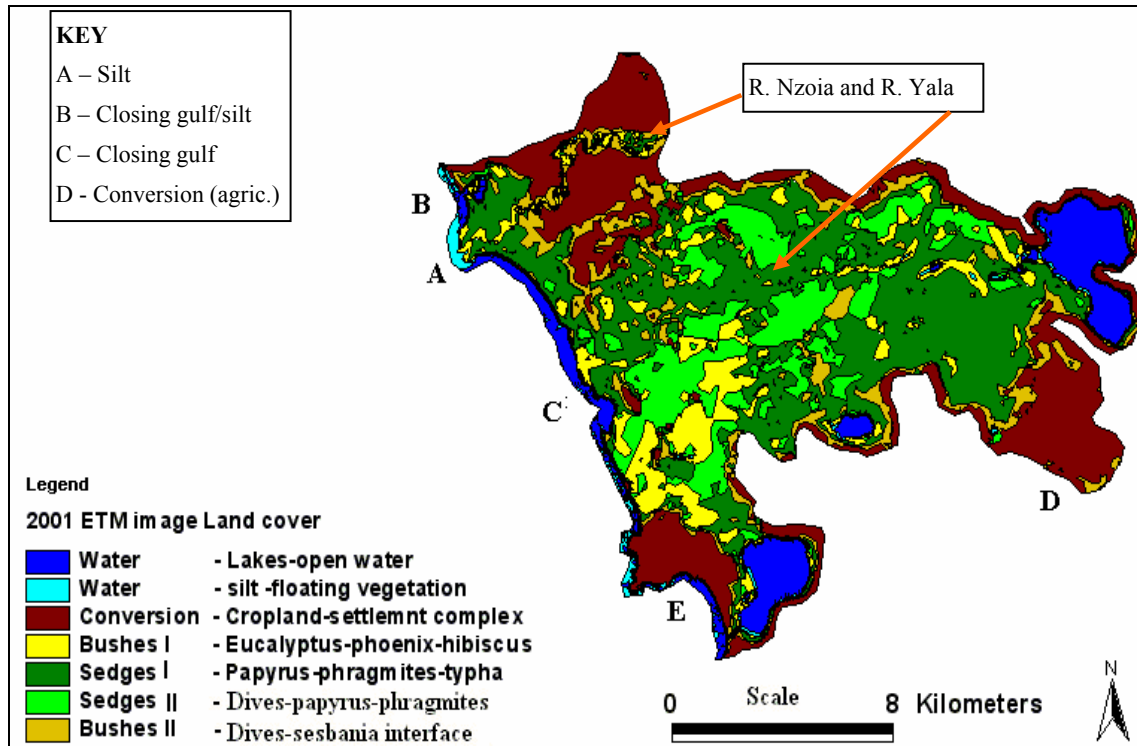 KEY
A – Silt
B – Closing gulf/silt
C – Closing gulf
D - Conversion (agric.)
R. Nzoia and R. Yala
B
A
C
D
E
Legend
2001 ETM image Land cover
Water - Lakes-open water
Water - silt -floating vegetation
Conversion - Cropland-settlemnt complex
Bushes I - Eucalyptus-phoenix-hibiscus
Sedges I - Papyrus-phragmites-typha
Sedges II - Dives-papyrus-phragmites
Bushes II - Dives-sesbania interface
0 Scale 8 Kilometers
N